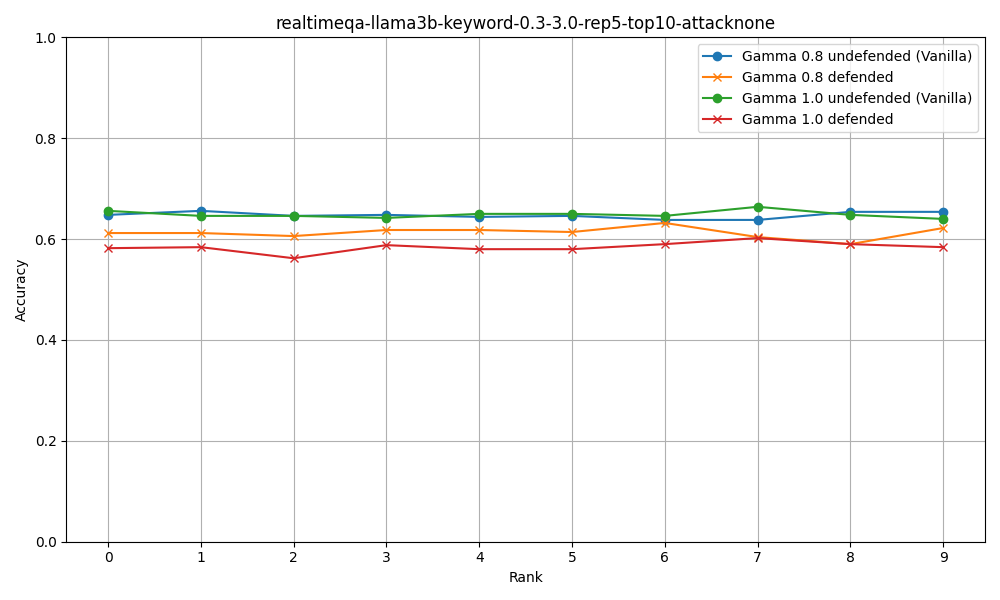 realtimeqa-llama3b-keyword-0.3-3.0-rep5-top10-attacknone
Gamma 0.8 undefended (Vanilla)
Gamma 0.8 defended
Gamma 1.0 undefended (Vanilla)
Gamma 1.0 defended
1.0
0.8
0.6
0.4
0.2
0.0
Accuracy
0 1 2 3 4 5 6 7 8 9
Rank